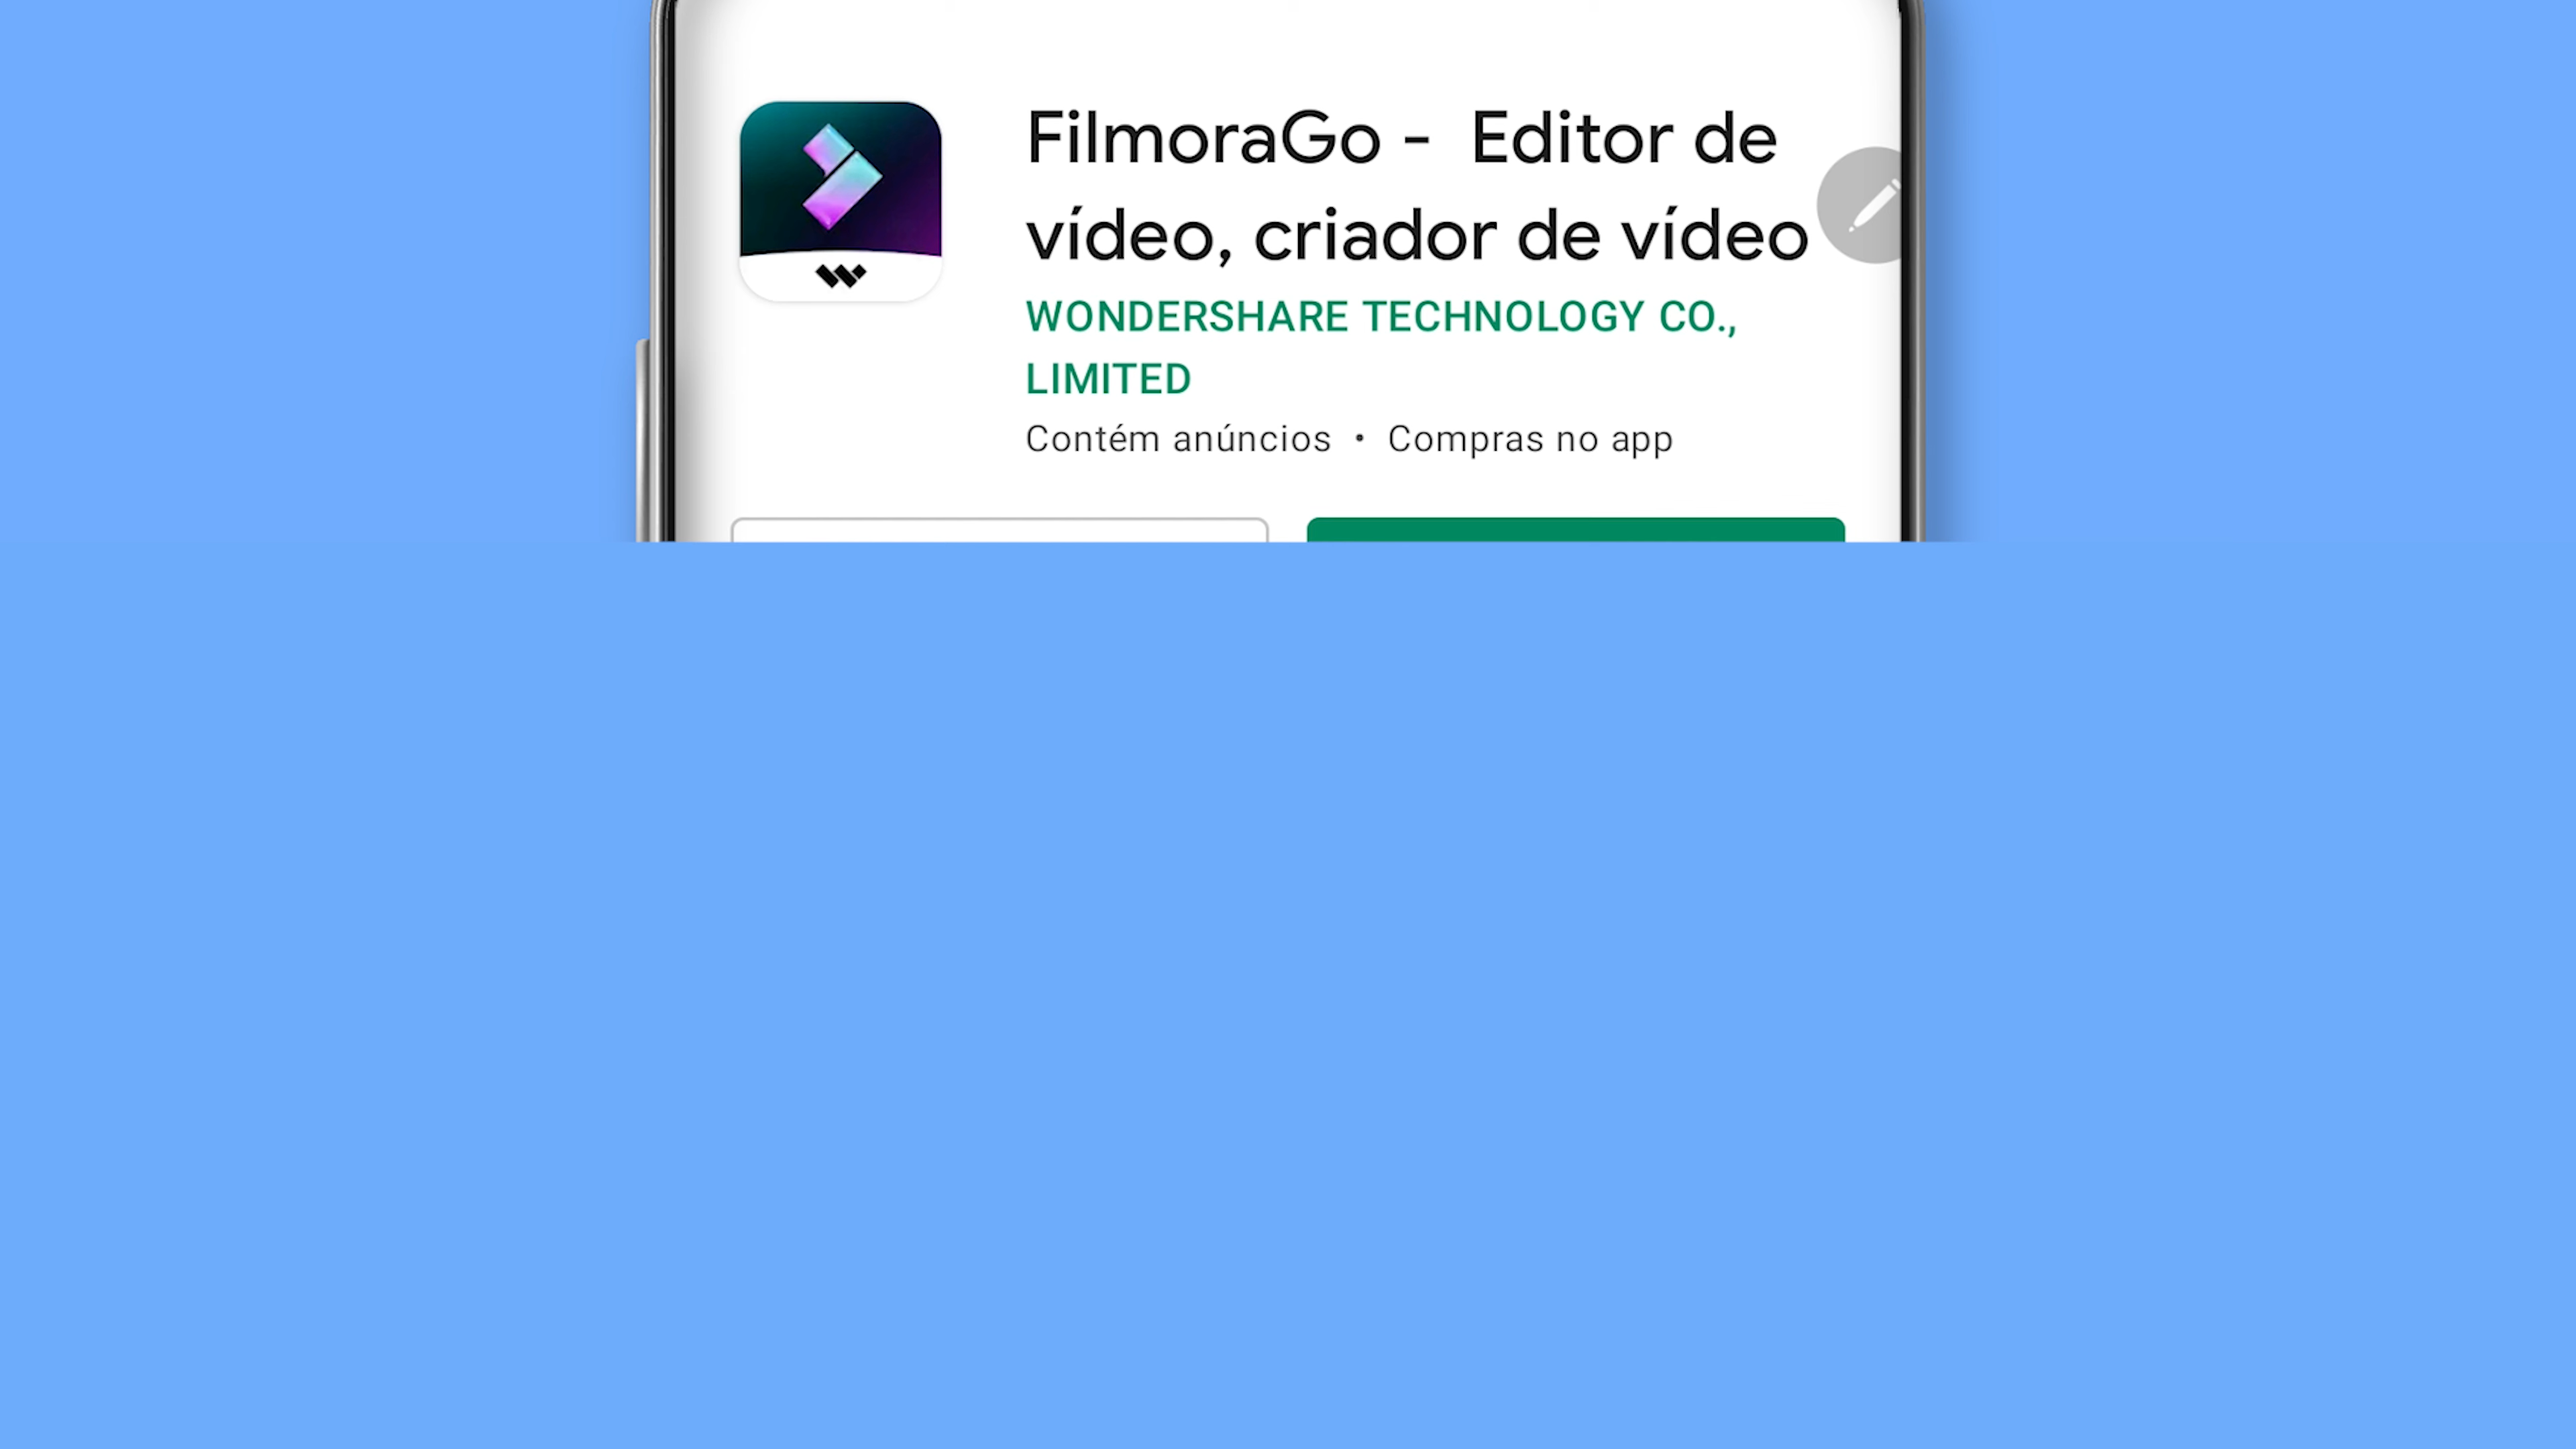 FilmoraGo -  Editor de
vídeo, criador de vídeo
WONDERSHARE TECHNOLOGY CO.,
LIMITED
Contém anúncios • Compras no app